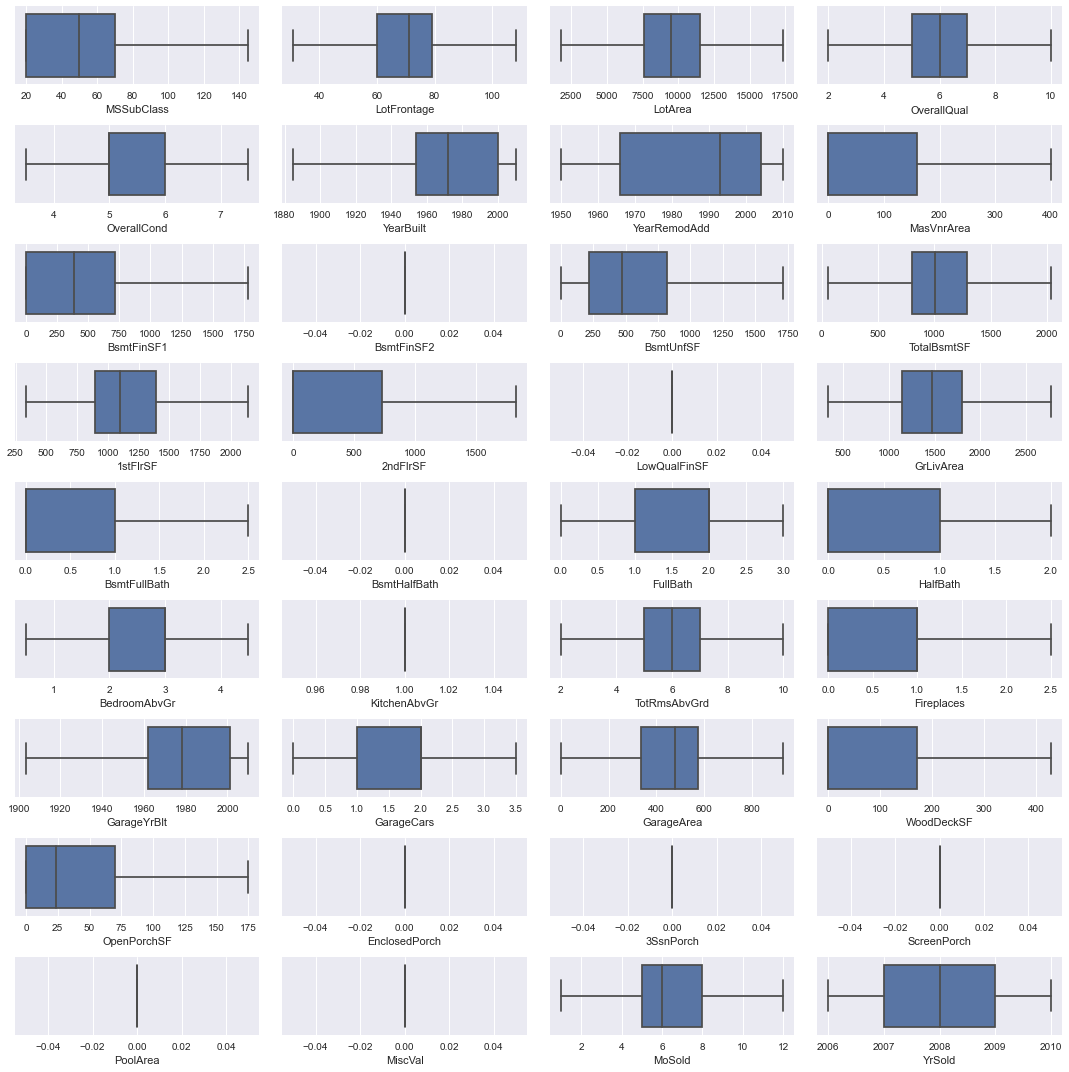 20 40 60 80 100 120 140
MSSubClass
40 60 80 100
LotFrontage
2500 5000 7500 10000 12500 15000 17500
LotArea
2 4 6 8 10
OverallQual
4 5 6 7
OverallCond
1880 1900 1920 1940 1960 1980 2000
YearBuilt
1950 1960 1970 1980 1990 2000 2010
YearRemodAdd
0 100 200 300 400
MasVnrArea
0 250 500 750 1000 1250 1500 1750
BsmtFinSF1
−0.04 −0.02 0.00 0.02 0.04
BsmtFinSF2
0 250 500 750 1000 1250 1500 1750
BsmtUnfSF
0 500 1000 1500 2000
TotalBsmtSF
250 500 750 1000 1250 1500 1750 2000
1stFlrSF
0 500 1000 1500
2ndFlrSF
−0.04 −0.02 0.00 0.02 0.04
LowQualFinSF
500 1000 1500 2000 2500
GrLivArea
0.0 0.5 1.0 1.5 2.0 2.5
BsmtFullBath
−0.04 −0.02 0.00 0.02 0.04
BsmtHalfBath
0.0 0.5 1.0 1.5 2.0 2.5 3.0
FullBath
0.0 0.5 1.0 1.5 2.0
HalfBath
1 2 3 4
BedroomAbvGr
0.96 0.98 1.00 1.02 1.04
KitchenAbvGr
2 4 6 8 10
TotRmsAbvGrd
0.0 0.5 1.0 1.5 2.0 2.5
Fireplaces
1900 1920 1940 1960 1980 2000
GarageYrBlt
0.0 0.5 1.0 1.5 2.0 2.5 3.0 3.5
GarageCars
0 200 400 600 800
GarageArea
0 100 200 300 400
WoodDeckSF
0 25 50 75 100 125 150 175
OpenPorchSF
−0.04 −0.02 0.00 0.02 0.04
EnclosedPorch
−0.04 −0.02 0.00 0.02 0.04
3SsnPorch
−0.04 −0.02 0.00 0.02 0.04
ScreenPorch
−0.04 −0.02 0.00 0.02 0.04
PoolArea
−0.04 −0.02 0.00 0.02 0.04
MiscVal
2 4 6 8 10 12
MoSold
2006 2007 2008 2009 2010
YrSold